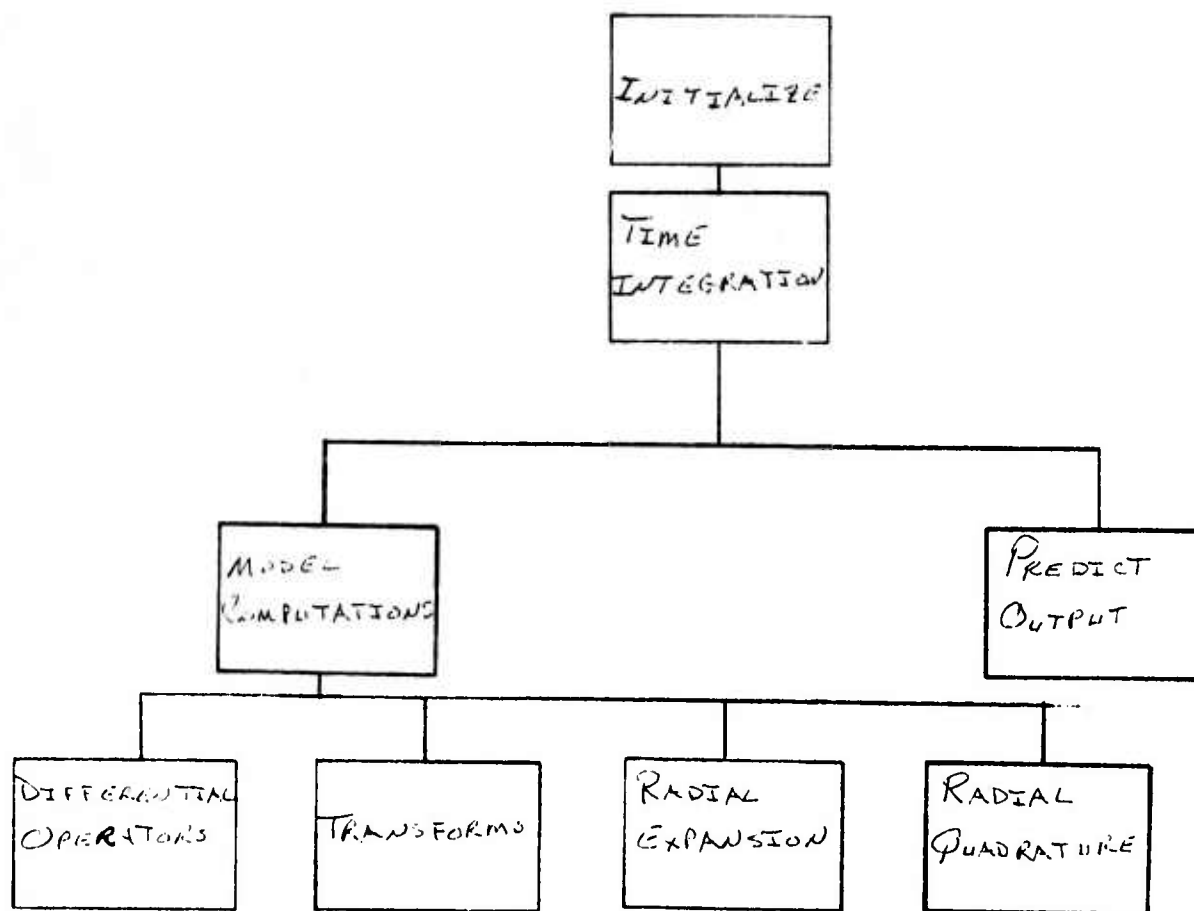 INITIALIZE
TIME
INTEGRATION
MODEL
COMPUTATIONS
PREDICT
OUTPUT
DIFFERENTIAL
OPERATORS
TRANSFORMS
RADIAL
EXPANSION
RADIAL
QUADRATURE